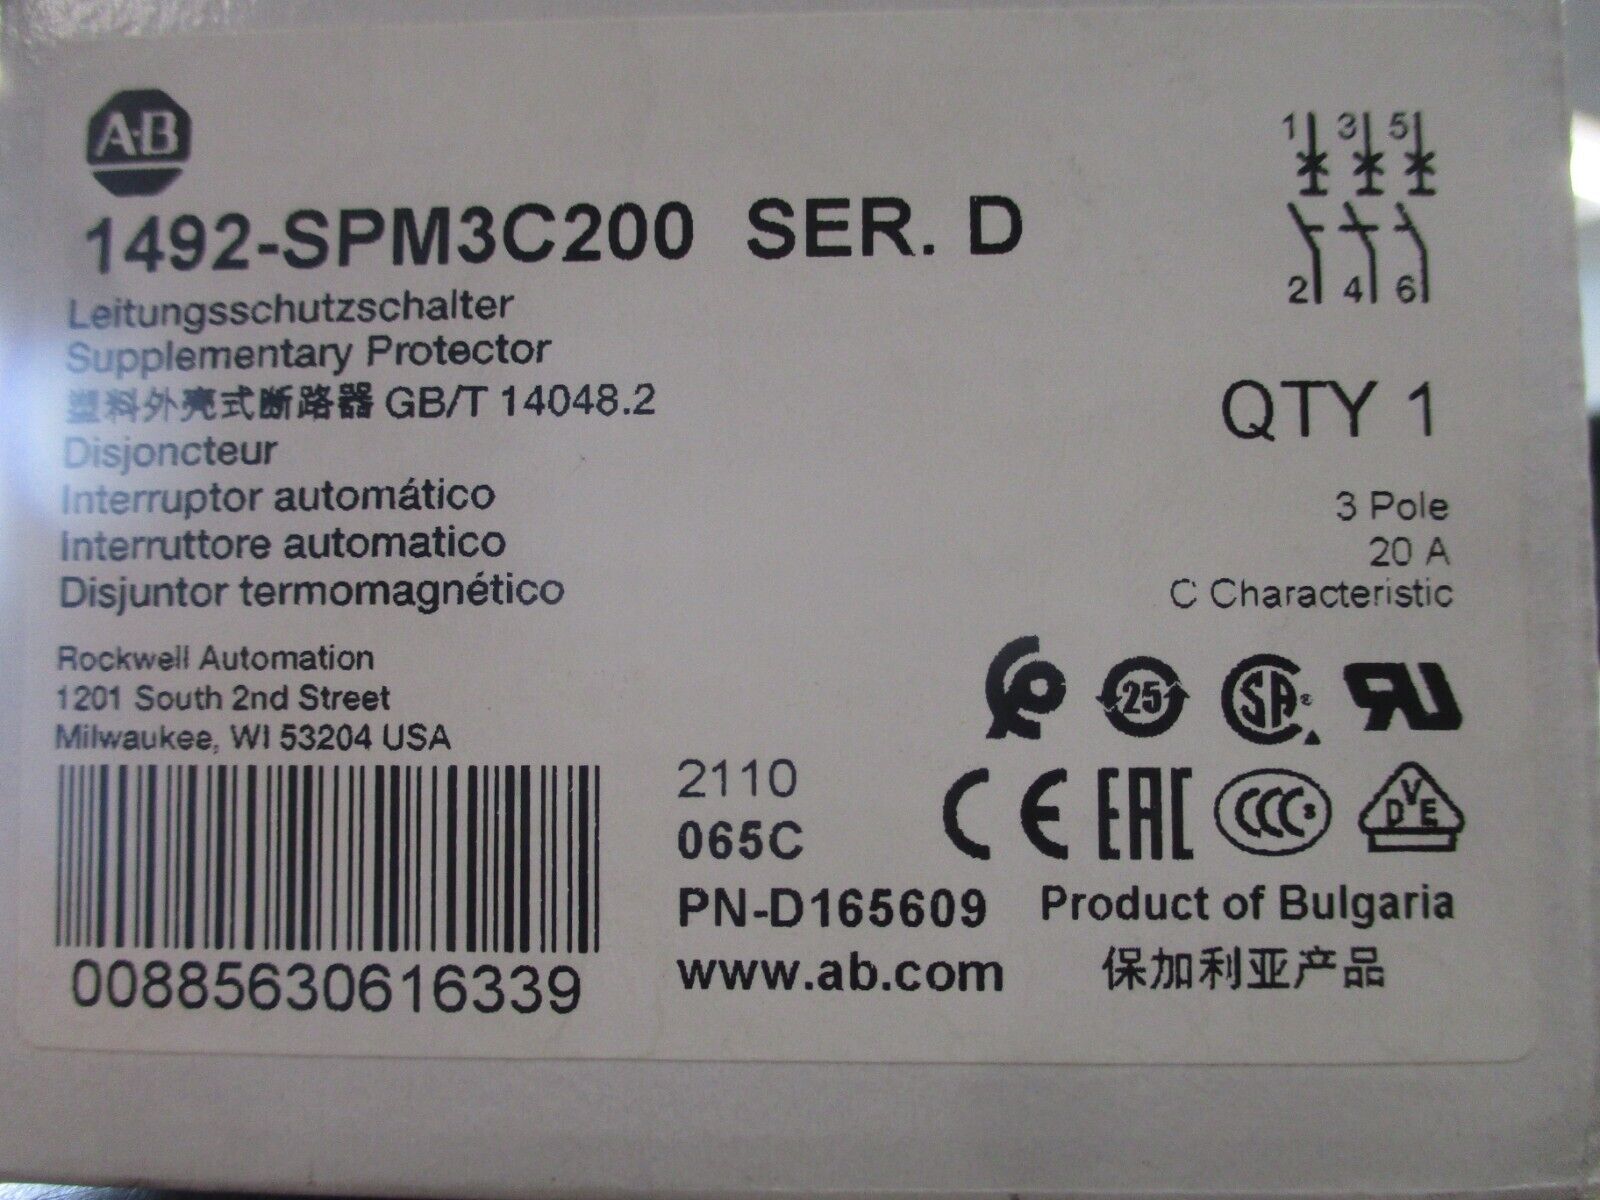 A-B
1492-SPM3C200 SER. D
Leitungsschutzschalter
Supplementary Protector
塑料外壳式断路器 GB/T 14048.2
Disjoncteur
Interruptor automático
Interruttore automatico
Disjuntor termomagnético
Rockwell Automation
1201 South 2nd Street
Milwaukee, WI 53204 USA
00885630616339
1 3 5
2 4 6
QTY 1
3 Pole
20 A
C Characteristic
25 SA®
CE EAC CCC S DVE
2110
065C
PN-D165609
www.ab.com
Product of Bulgaria
保加利亚产品